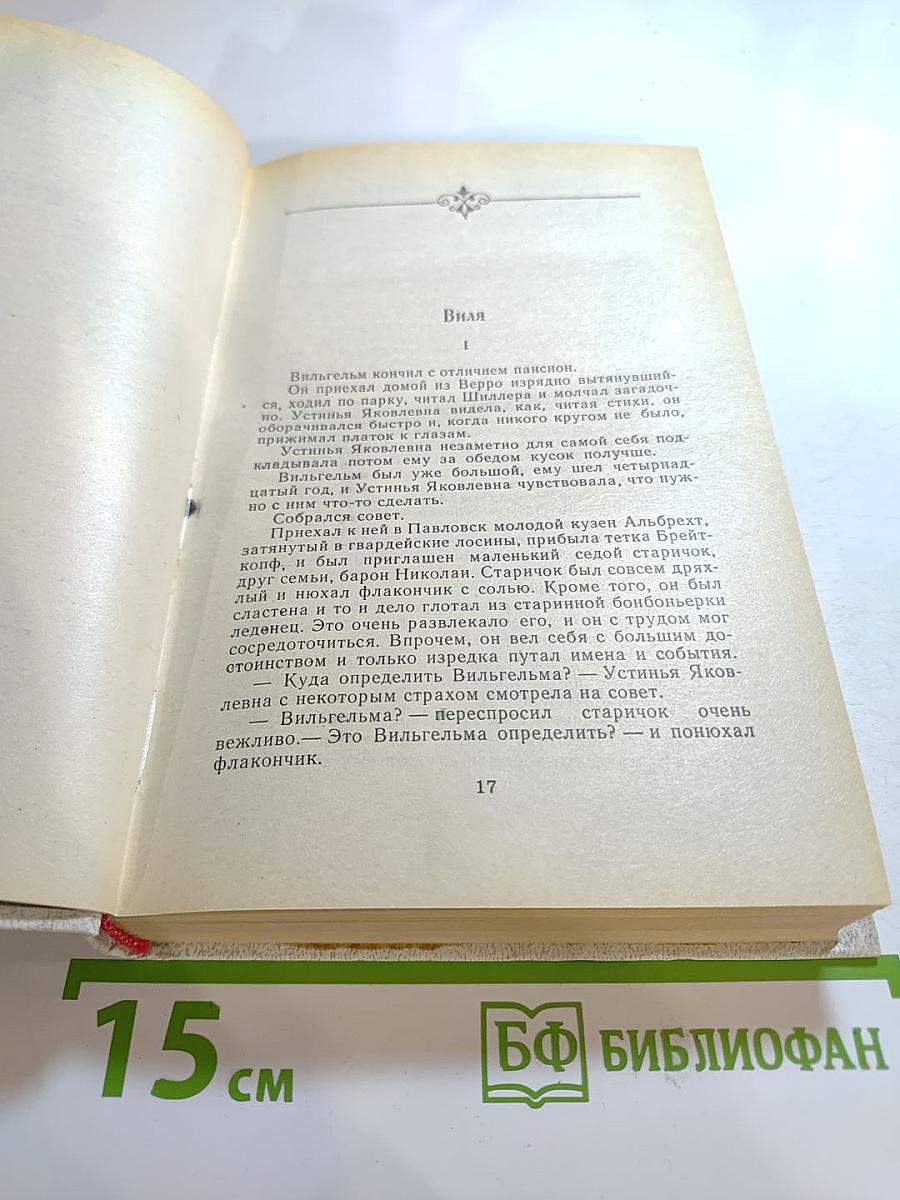 Виля
I
Вильгельм кончил с отличием пансион.
Он приехал домой из Верро изрядно вытянувший-
ся, ходил по парку, читал Шиллера и молчал загадоч-
но. Устинья Яковлевна видела, как, читая стихи, он
оборачивался быстро и, когда никого кругом не было,
прижимал платок к глазам.
Устинья Яковлевна незаметно для самой себя под-
кладывала потом ему за обедом кусок получше.
Вильгельм был уже большой, ему шел четырнад-
цатый год, и Устинья Яковлевна чувствовала, что нуж-
но с ним что-то сделать.
Собрался совет.
Приехал к ней в Павловск молодой кузен Альбрехт,
затянутый в гвардейские лосины, прибыла тетка Брейт-
копф, и был приглашен маленький седой старичок,
друг семьи, барон Николаи. Старичок был совсем дрях-
лый и нюхал флакончик с солью. Кроме того, он был
сластена и то и дело глотал из старинной бонбоньерки
леденец. Это очень развлекало его, и он с трудом мог
сосредоточиться. Впрочем, он вел себя с большим до-
стоинством и только изредка путал имена и события.
— Куда определить Вильгельма? — Устинья Яков-
левна с некоторым страхом смотрела на совет.
— Вильгельма? — переспросил старичок очень
вежливо.— Это Вильгельма определить? — и понюхал
флакончик.
17
15 см
БФ БИБЛИОФАН